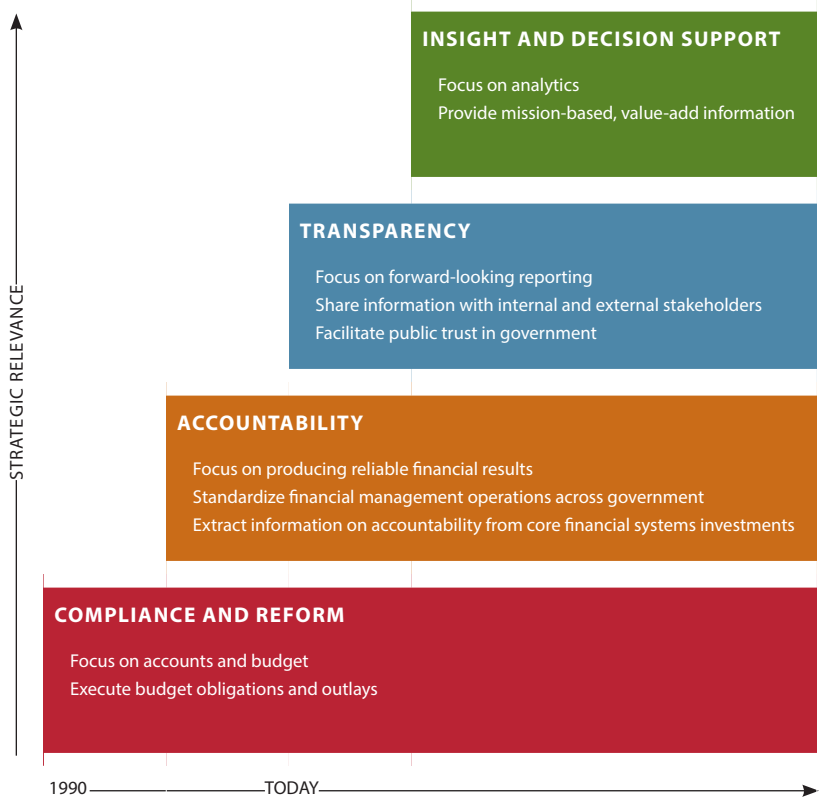 INSIGHT AND DECISION SUPPORT
Focus on analytics
Provide mission-based, value-add information
TRANSPARENCY
Focus on forward-looking reporting
Share information with internal and external stakeholders
Facilitate public trust in government
STRATEGIC RELEVANCE
ACCOUNTABILITY
Focus on producing reliable financial results
Standardize financial management operations across government
Extract information on accountability from core financial systems investments
COMPLIANCE AND REFORM
Focus on accounts and budget
Execute budget obligations and outlays
1990 TODAY